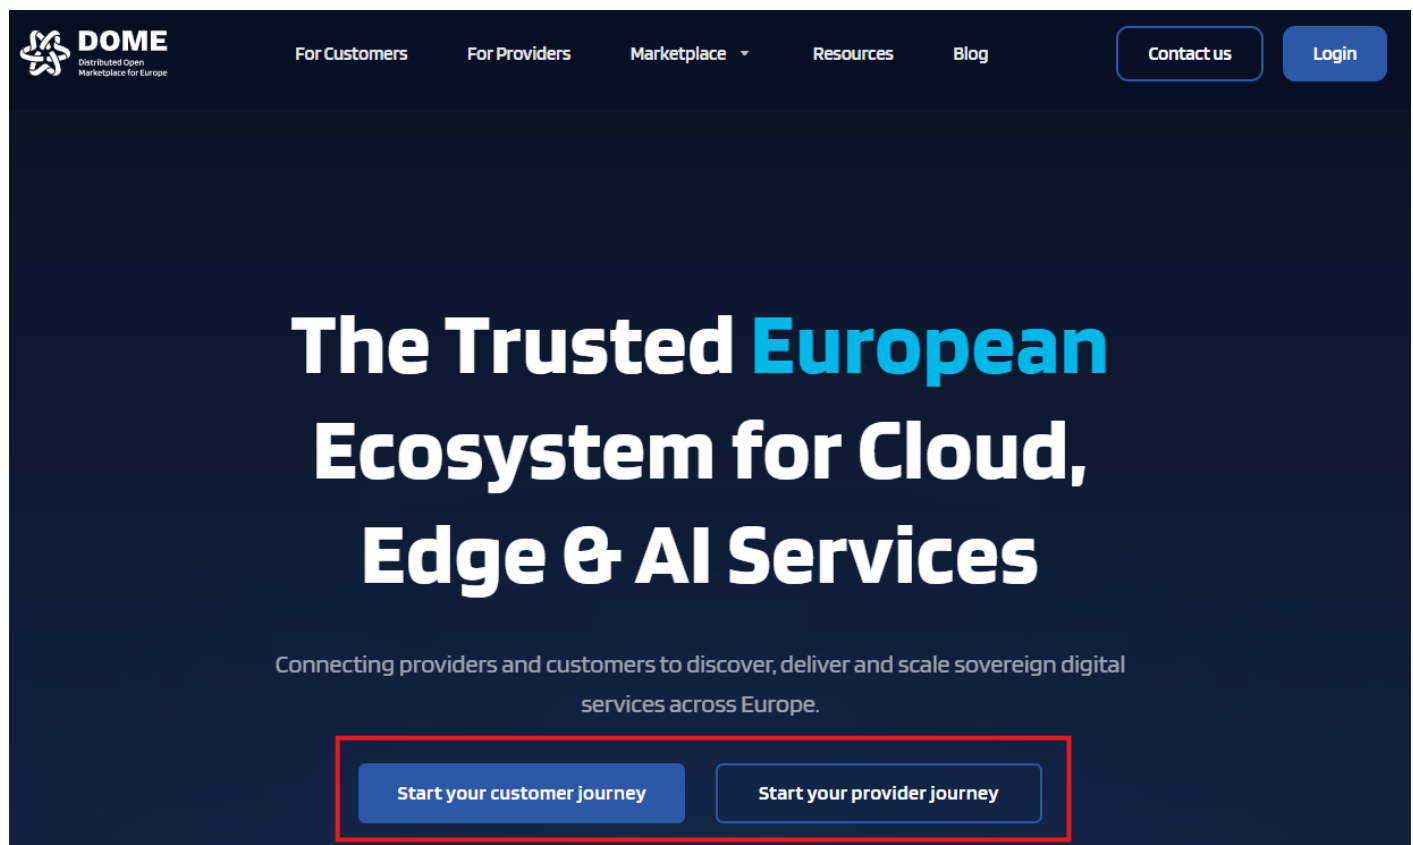 DOME
Distributed Open
Marketplace for Europe
For Customers
For Providers
Marketplace
Resources
Blog
Contact us
Login
The Trusted European
Ecosystem for Cloud,
Edge & AI Services
Connecting providers and customers to discover, deliver and scale sovereign digital
services across Europe.
Start your customer journey
Start your provider journey